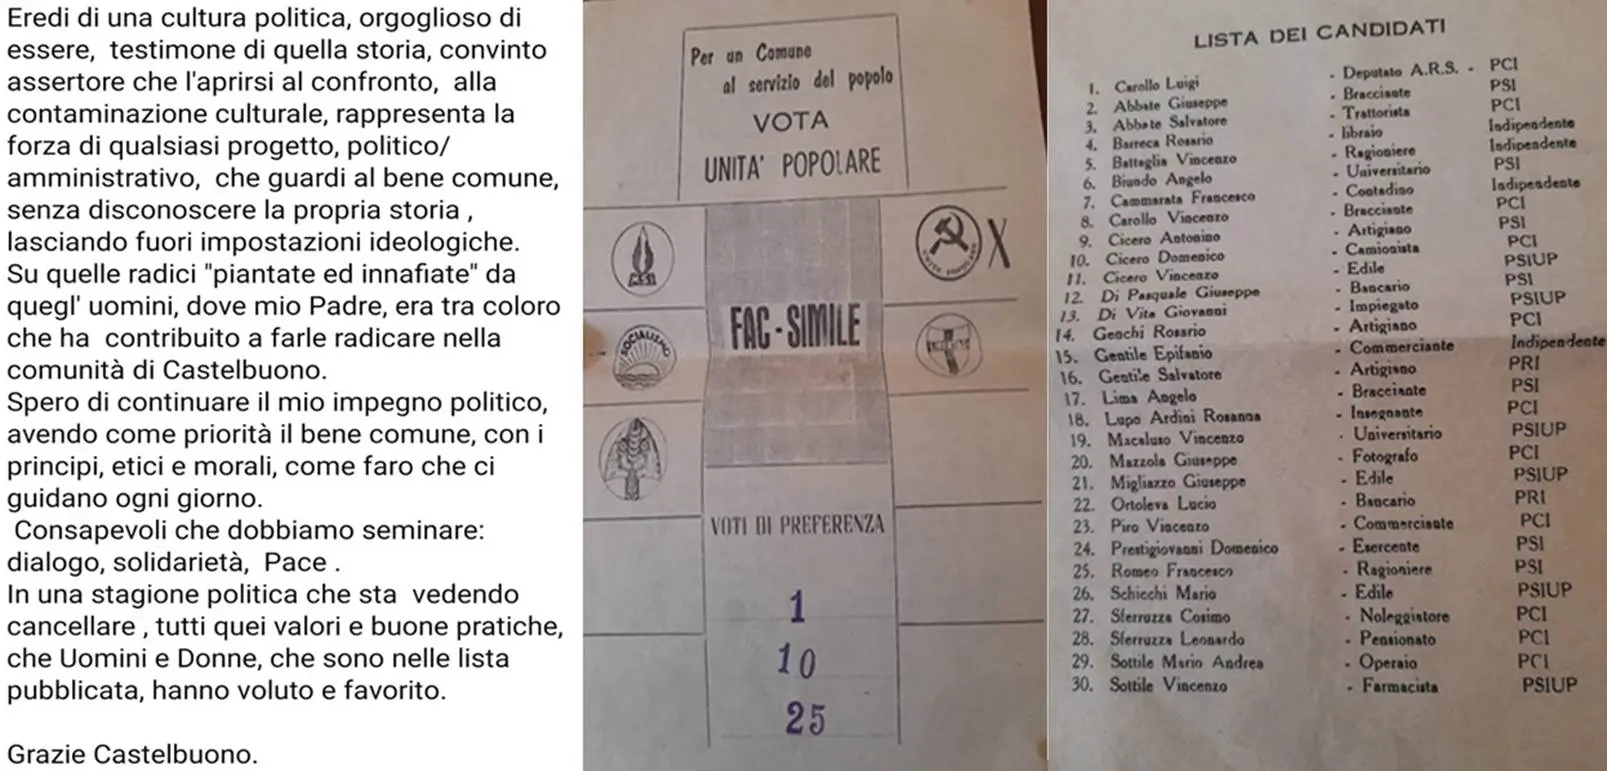 Eredi di una cultura politica, orgoglioso di
essere, testimone di quella storia, convinto
assertore che l'aprirsi al confronto, alla
contaminazione culturale, rappresenta la
forza di qualsiasi progetto, politico/
amministrativo, che guardi al bene comune,
senza disconoscere la propria storia ,
lasciando fuori impostazioni ideologiche.
Su quelle radici "piantate ed innafiate" da
quegl' uomini, dove mio Padre, era tra coloro
che ha contribuito a farle radicare nella
comunità di Castelbuono.
Spero di continuare il mio impegno politico,
avendo come priorità il bene comune, con i
principi, etici e morali, come faro che ci
guidano ogni giorno.
Consapevoli che dobbiamo seminare:
dialogo, solidarietà, Pace .
In una stagione politica che sta vedendo
cancellare , tutti quei valori e buone pratiche,
che Uomini e Donne, che sono nelle lista
pubblicata, hanno voluto e favorito.
Grazie Castelbuono.
Per un Comune
al servizio del popolo
VOTA
UNITA' POPOLARE
UNITA POPOLARE
X
SOCIALISMO
FAC-SIMILE
VOTI DI PREFERENZA
1
10
25
LISTA DEI CANDIDATI
1. Carollo Luigi - Deputato A.R.S. - PCI
2. Abbate Giuseppe - Bracciante PSI
3. Abbate Salvatore - Trattorista PCI
4. Barreca Rosario - libraio Indipendente
5. Battaglia Vincenzo - Ragioniere Indipendente
6. Biundo Angelo - Universitario PSI
7. Cammarata Francesco - Contadino Indipendente
8. Carollo Vincenzo - Bracciante PCI
9. Cicero Antonino - Artigiano PSI
10. Cicero Domenico - Camionista PCI
11. Cicero Vincenzo - Edile PSIUP
12. Di Pasquale Giuseppe - Bancario PSI
13. Di Vita Giovanni - Impiegato PSIUP
14. Genchi Rosario - Artigiano PCI
15. Gentile Epifanio - Commerciante Indipendente
16. Gentile Salvatore - Artigiano PRI
17. Lima Angelo - Bracciante PSI
18. Lupo Ardini Rosanna - Insegnante PCI
19. Macaluso Vincenzo - Universitario PSIUP
20. Mazzola Giuseppe - Fotografo PCI
21. Migliazzo Giuseppe - Edile PSIUP
22. Ortoleva Lucio - Bancario PRI
23. Piro Vincenzo - Commerciante PCI
24. Prestigiovanni Domenico - Esercente PSI
25. Romeo Francesco - Ragioniere PSI
26. Schicchi Mario - Edile PSIUP
27. Sferruzza Cosimo - Noleggiatore PCI
28. Sferruzza Leonardo - Pensionato PCI
29. Sottile Mario Andrea - Operaio PCI
30. Sottile Vincenzo - Farmacista PSIUP